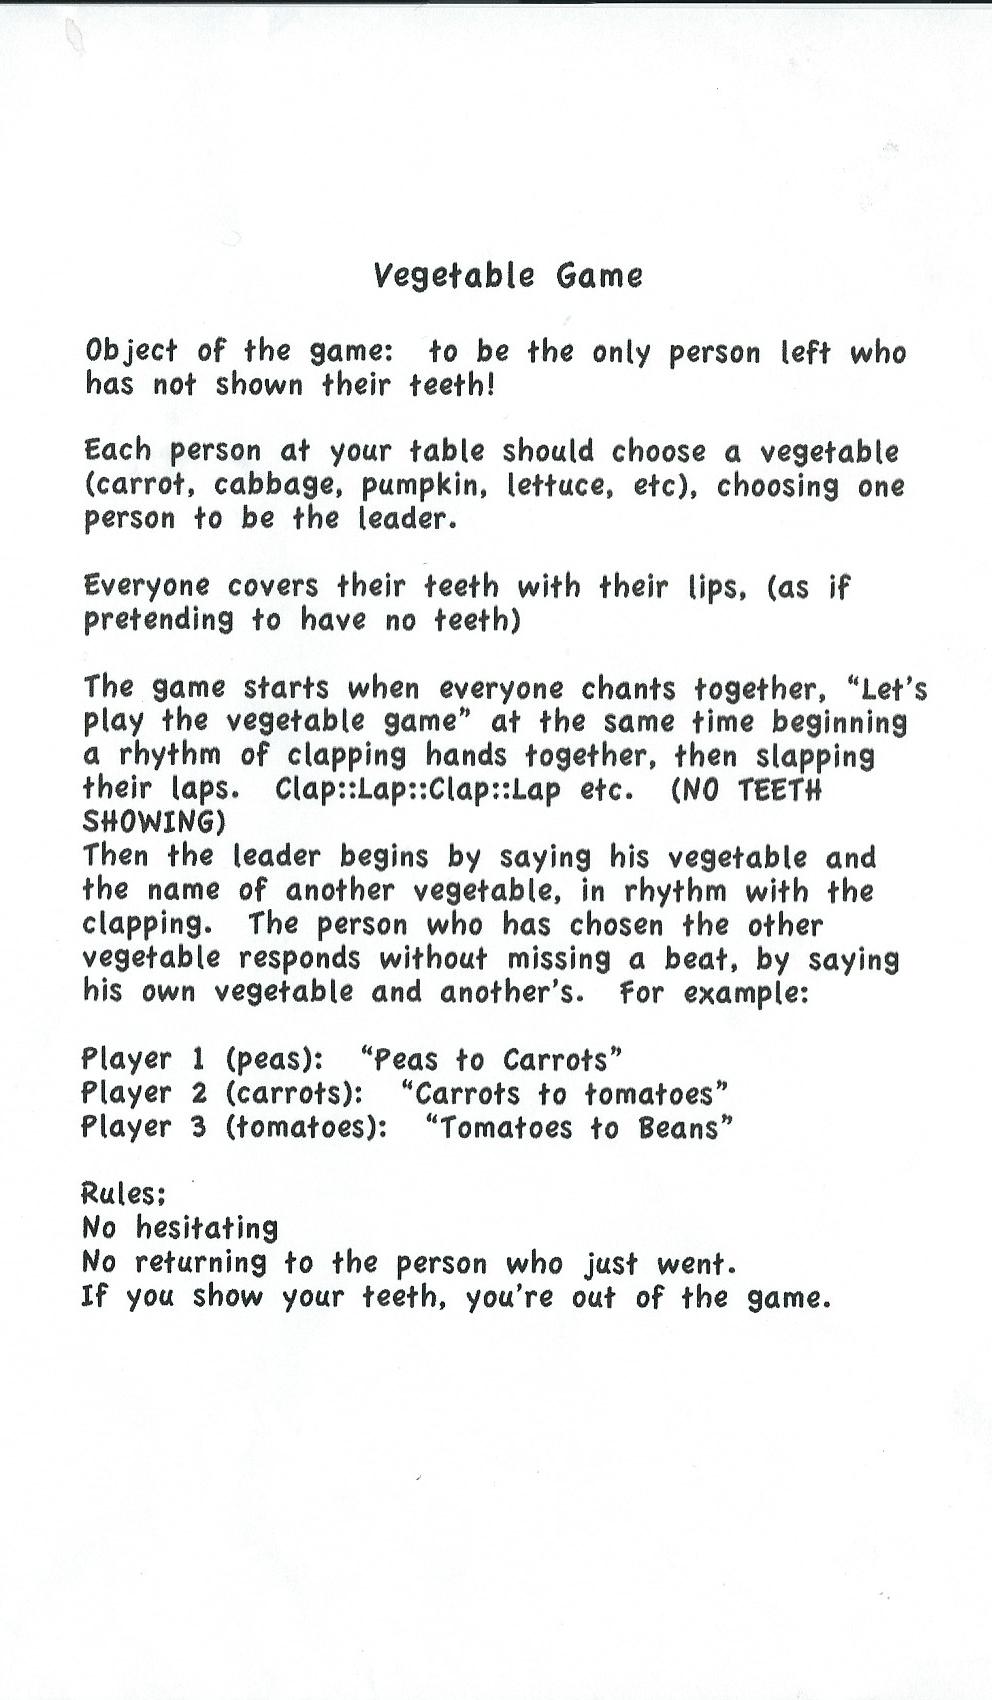 Vegetable Game
Object of the game: to be the only person left who
has not shown their teeth!
Each person at your table should choose a vegetable
(carrot, cabbage, pumpkin, lettuce, etc), choosing one
person to be the leader.
Everyone covers their teeth with their lips, (as if
pretending to have no teeth)
The game starts when everyone chants together, “Let’s
play the vegetable game” at the same time beginning
a rhythm of clapping hands together, then slapping
their laps. Clap::Lap::Clap::Lap etc. (NO TEETH
SHOWING)
Then the leader begins by saying his vegetable and
the name of another vegetable, in rhythm with the
clapping. The person who has chosen the other
vegetable responds without missing a beat, by saying
his own vegetable and another’s. For example:
Player 1 (peas): “Peas to Carrots”
Player 2 (carrots): “Carrots to tomatoes”
Player 3 (tomatoes): “Tomatoes to Beans”
Rules;
No hesitating
No returning to the person who just went.
If you show your teeth, you’re out of the game.